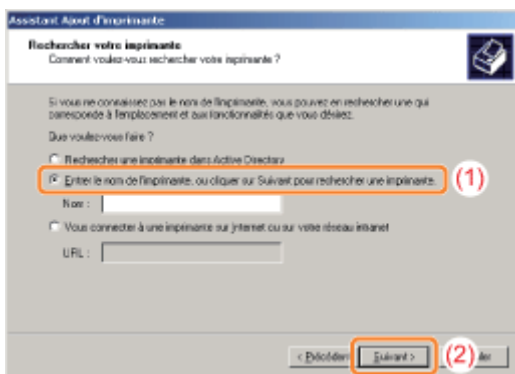 Assistant Ajout d'imprimante
Rechercher votre imprimante
Comment voulez-vous rechercher votre imprimante ?
Si vous ne connaissez pas le nom de l'imprimante, vous pouvez en rechercher une qui
corresponde à l'emplacement et aux fonctionnalités que vous désirez.
Que voulez-vous faire ?
Rechercher une imprimante dans Active Directory
Entrer le nom de l'imprimante, ou cliquer sur Suivant pour rechercher une imprimante.
(1)
Nom :
Vous connecter à une imprimante sur Internet ou sur votre réseau intranet
URL :
< Précéden
Suivant >
(2)
ler